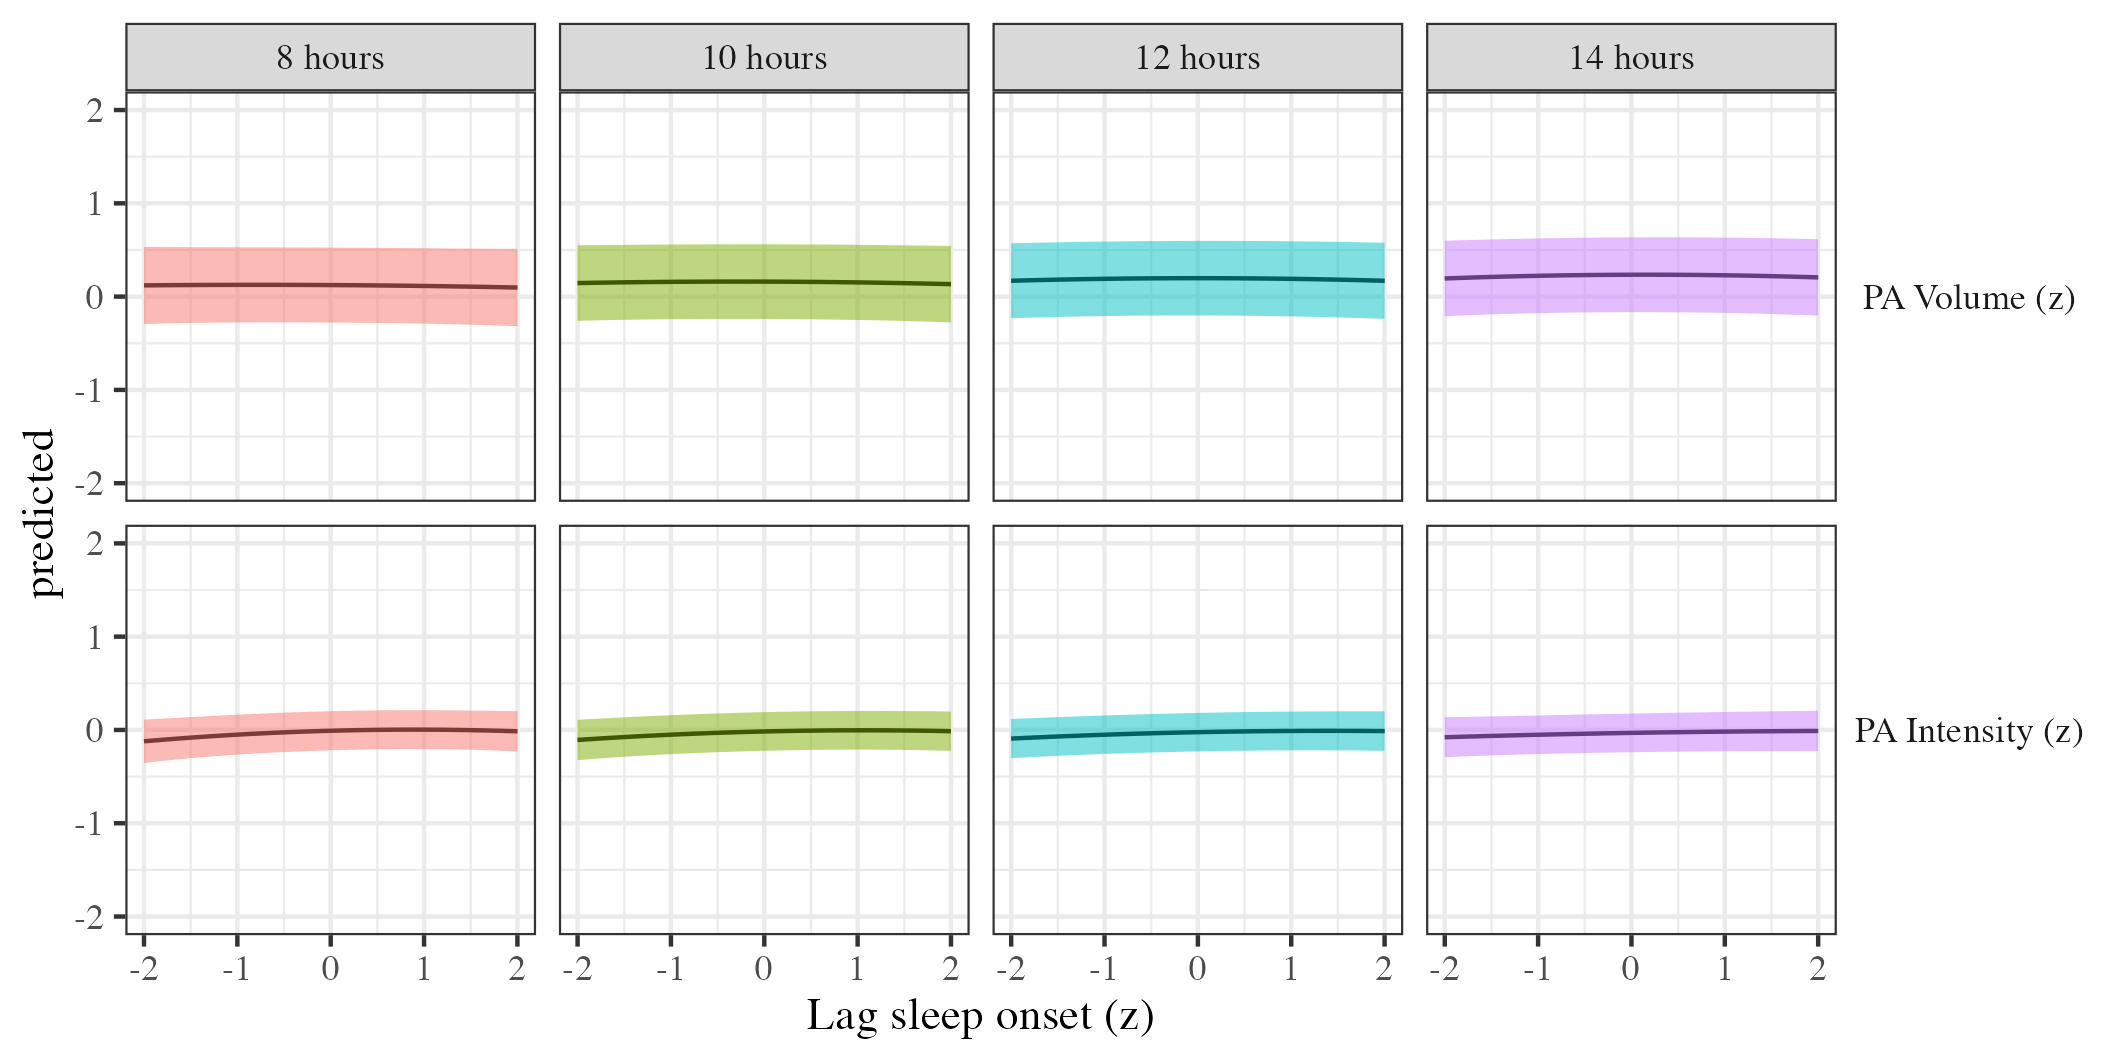 8 hours 10 hours 12 hours 14 hours
2
1
0
-1
-2
PA Volume (z)
predicted
2
1
0
-1
-2
PA Intensity (z)
-2 -1 0 1 2 -2 -1 0 1 2 -2 -1 0 1 2 -2 -1 0 1 2
Lag sleep onset (z)